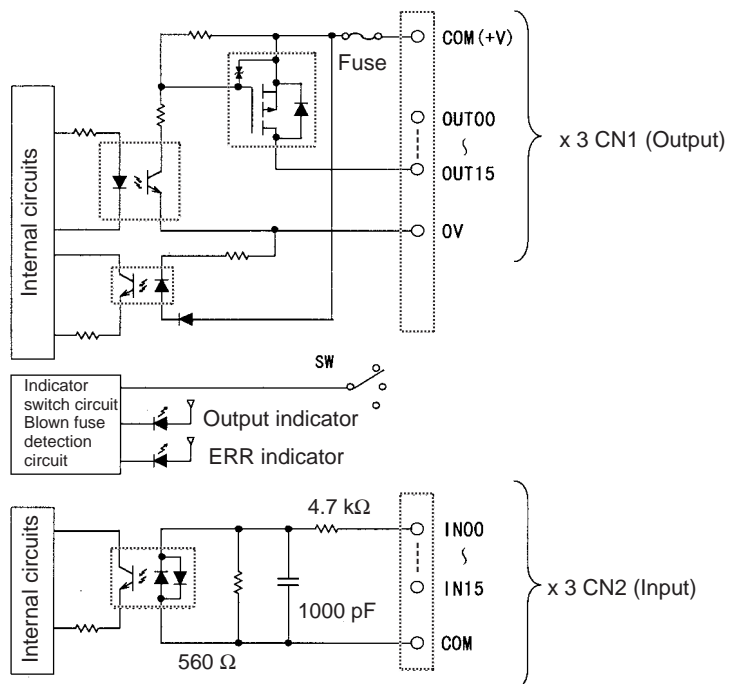 Internal circuits
Fuse
COM (+V)
OUT00
~
OUT15
0V
x 3 CN1 (Output)
Indicator
switch circuit
Blown fuse
detection
circuit
SW
Output indicator
ERR indicator
Internal circuits
4.7 kΩ
1000 pF
560 Ω
IN00
~
IN15
COM
x 3 CN2 (Input)